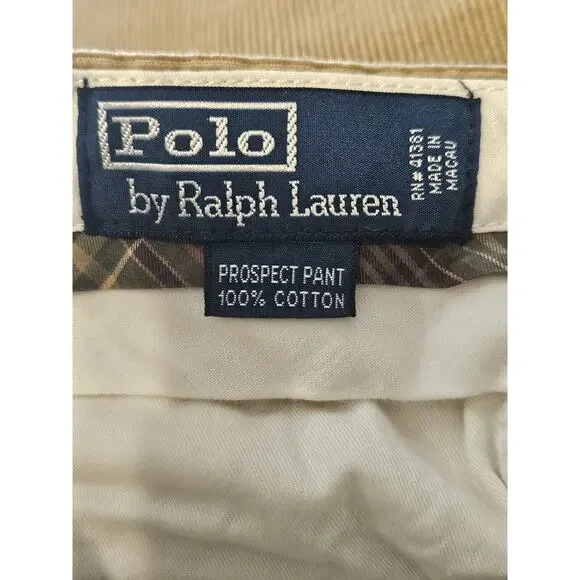 Polo
by Ralph Lauren
RN# 41381
MADE IN
MACAU
PROSPECT PANT
100% COTTON